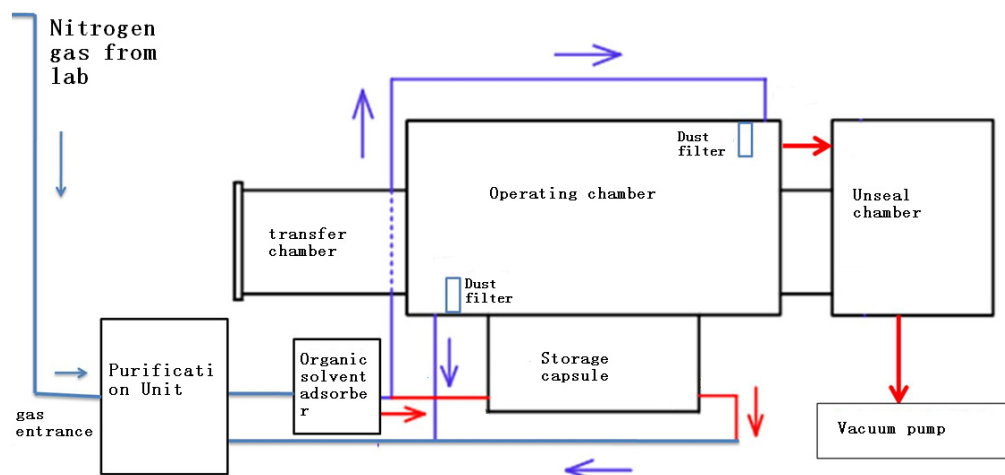 Nitrogen
gas from
lab
Dust
filter
Operating chamber
Unseal
chamber
transfer
chamber
Dust
filter
Purificati
on Unit
Organic
solvent
adsorbe
r
Storage
capsule
gas
entrance
Vacuum pump